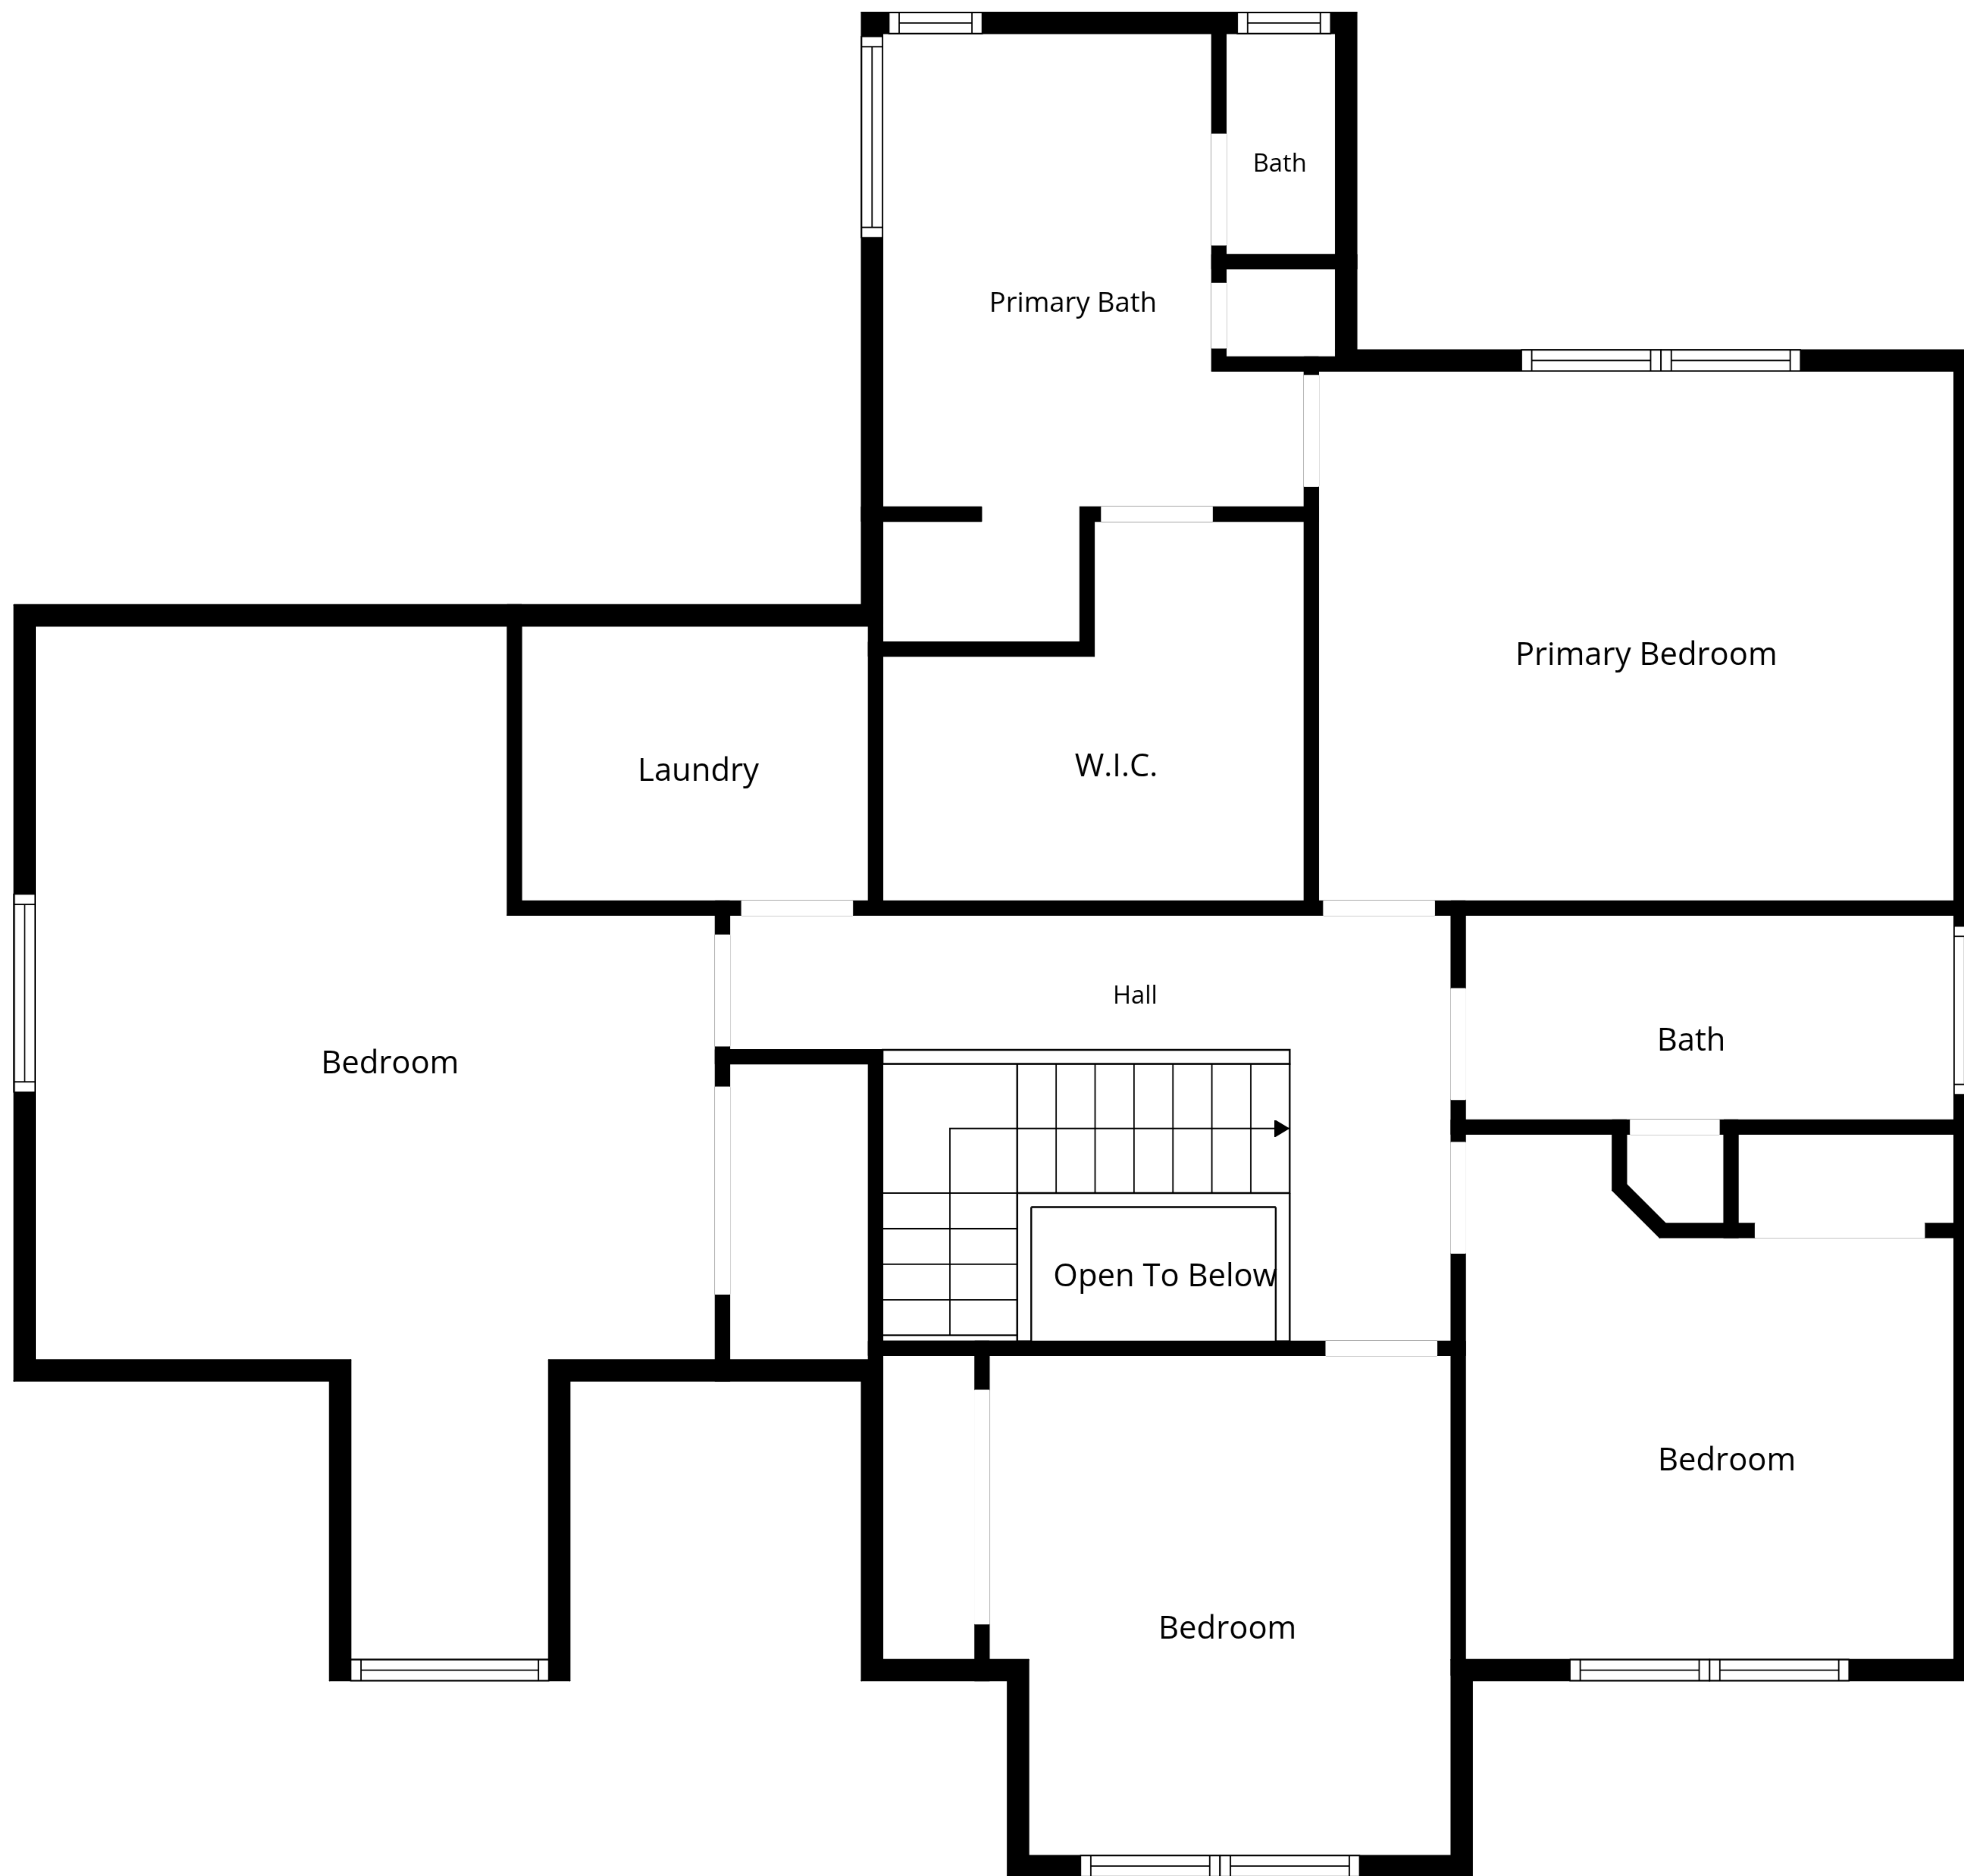 Bath
Primary Bath
Primary Bedroom
Laundry
W.I.C.
Hall
Bath
Bedroom
Open To Below
Bedroom
Bedroom